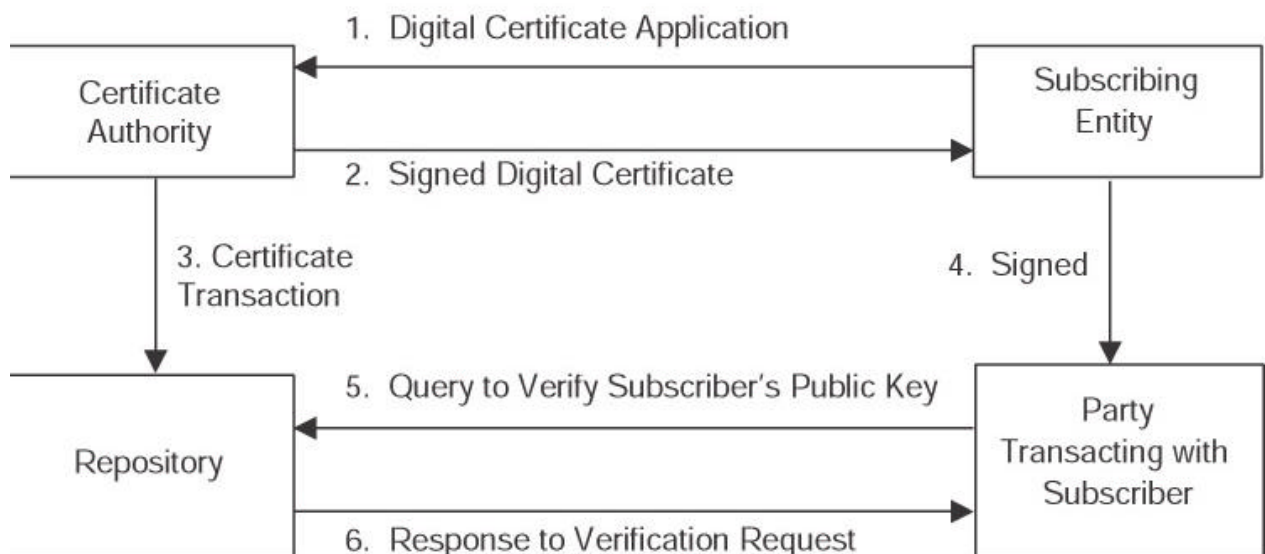 1. Digital Certificate Application
Certificate
Authority
Subscribing
Entity
2. Signed Digital Certificate
3. Certificate
Transaction
4. Signed
5. Query to Verify Subscriber's Public Key
Repository
Party
Transacting with
Subscriber
6. Response to Verification Request